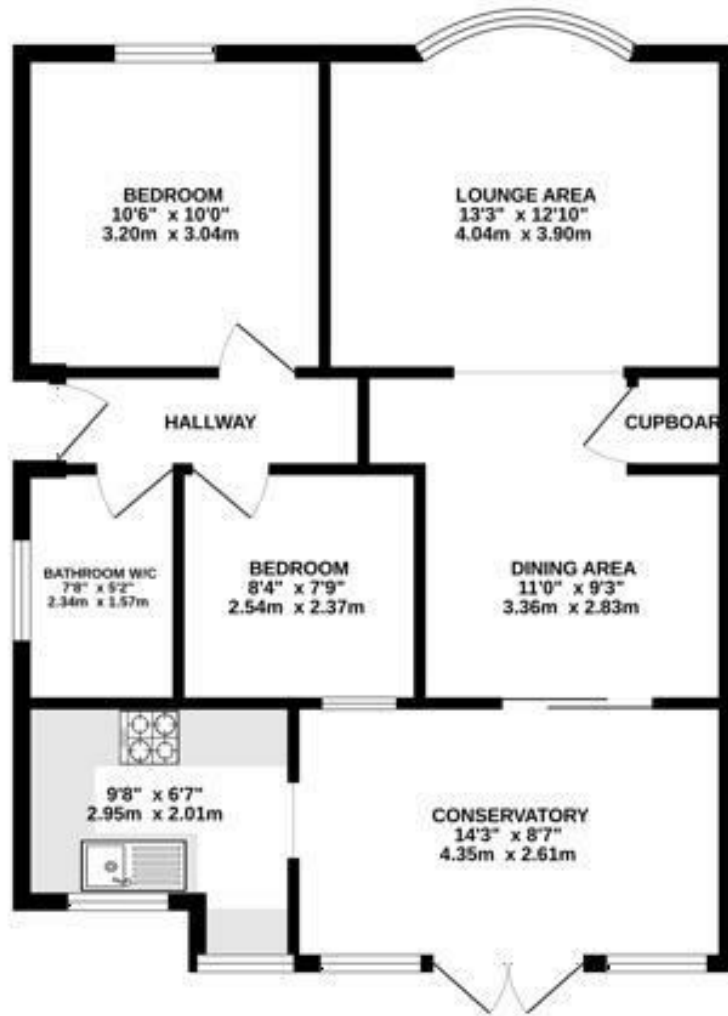 BEDROOM
10'6" x 10'0"
3.20m x 3.04m
LOUNGE AREA
13'3" x 12'10"
4.04m x 3.90m
HALLWAY
CUPBOAR
BATHROOM W/C
7'8" x 5'2"
2.34m x 1.57m
BEDROOM
8'4" x 7'9"
2.54m x 2.37m
DINING AREA
11'0" x 9'3"
3.36m x 2.83m
9'8" x 6'7"
2.95m x 2.01m
CONSERVATORY
14'3" x 8'7"
4.35m x 2.61m